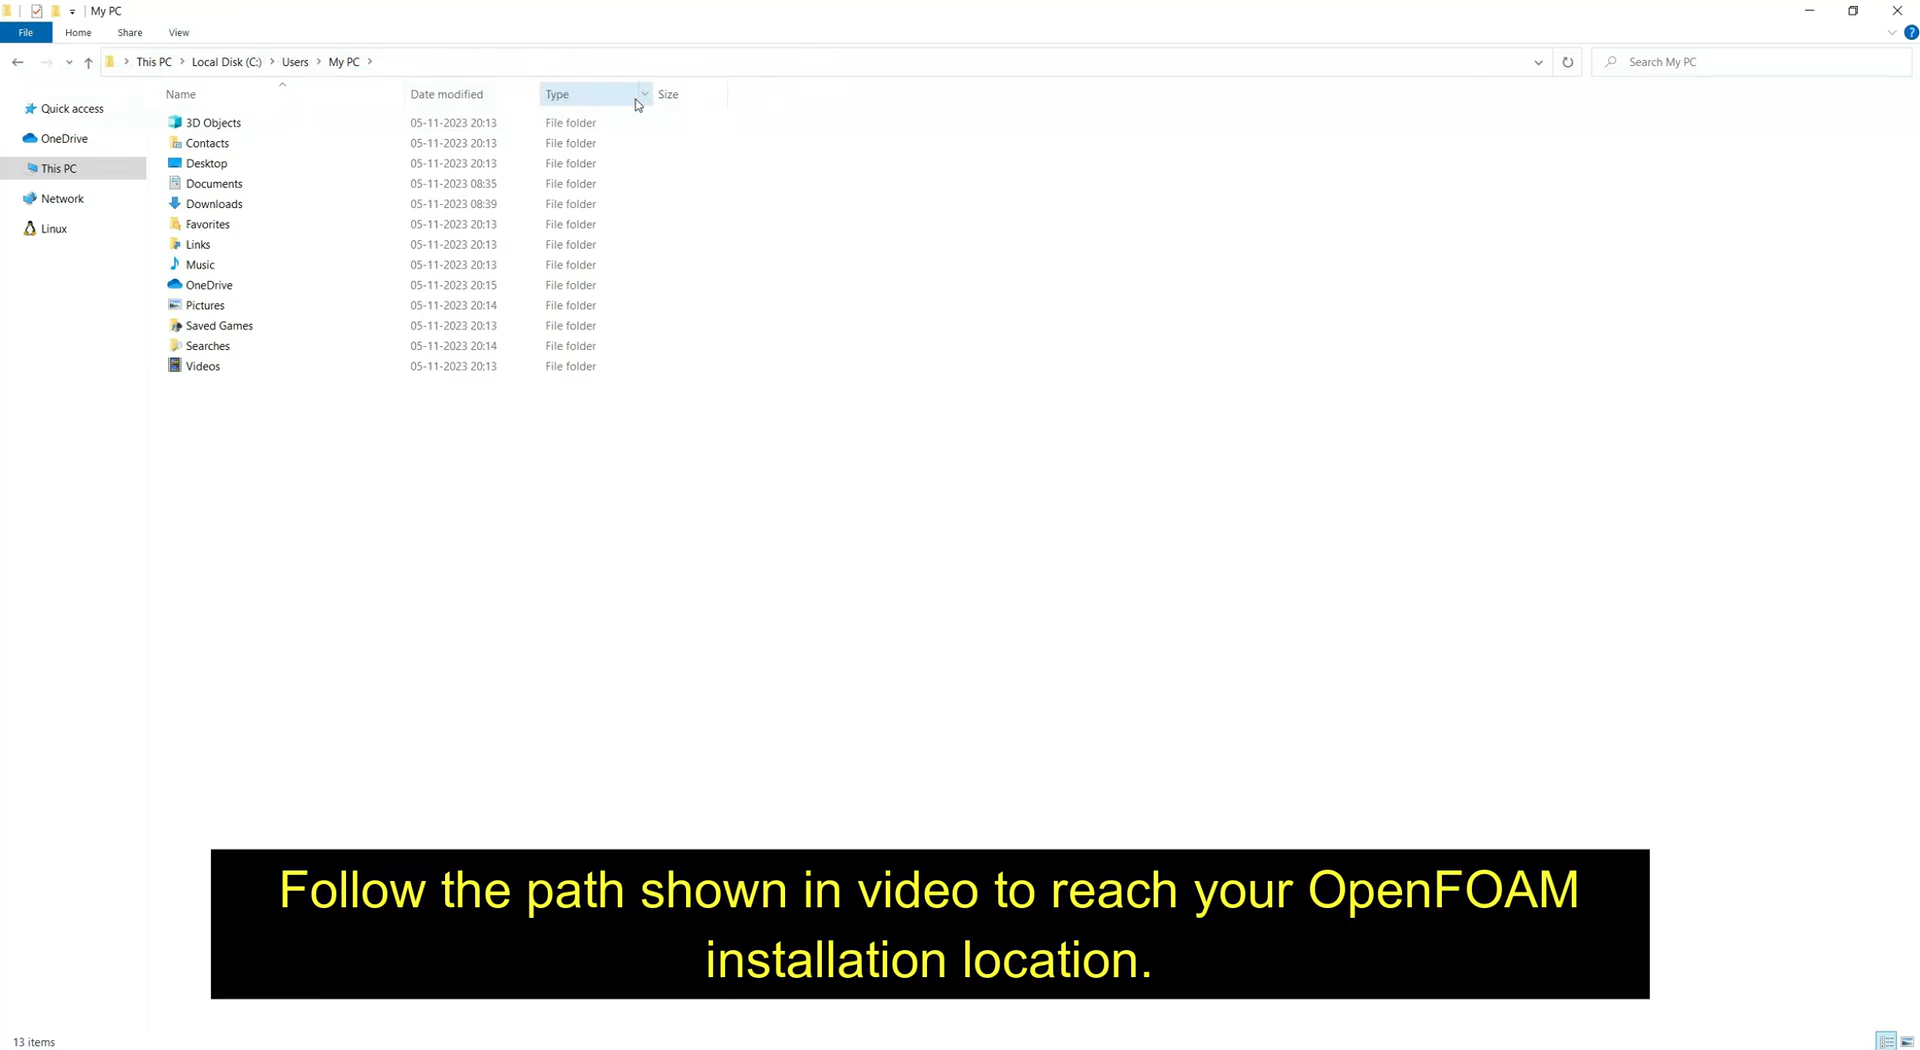 My PC
File Home Share View
This PC Local Disk (C:) Users My PC
Search My PC
Quick access
OneDrive
This PC
Network
Linux
Name Date modified Type Size
3D Objects 05-11-2023 20:13 File folder
Contacts 05-11-2023 20:13 File folder
Desktop 05-11-2023 20:13 File folder
Documents 05-11-2023 08:35 File folder
Downloads 05-11-2023 08:39 File folder
Favorites 05-11-2023 20:13 File folder
Links 05-11-2023 20:13 File folder
Music 05-11-2023 20:13 File folder
OneDrive 05-11-2023 20:15 File folder
Pictures 05-11-2023 20:14 File folder
Saved Games 05-11-2023 20:13 File folder
Searches 05-11-2023 20:14 File folder
Videos 05-11-2023 20:13 File folder
Follow the path shown in video to reach your OpenFOAM
installation location.
13 items